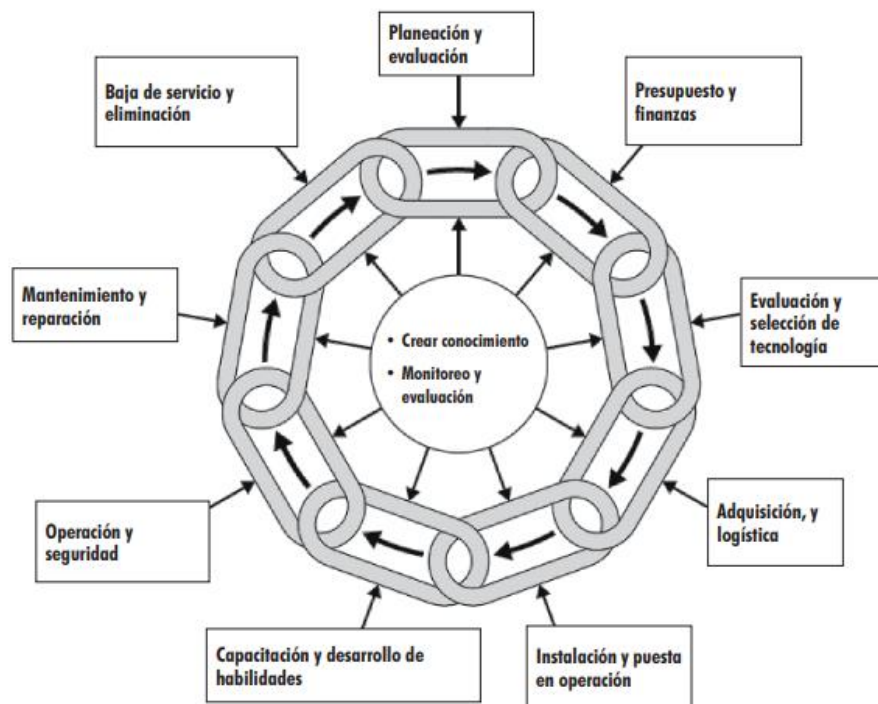 Planeación y
evaluación
Presupuesto y
finanzas
Evaluación y
selección de
tecnología
Adquisición, y
logística
Instalación y puesta
en operación
Capacitación y desarrollo de
habilidades
Operación y
seguridad
Mantenimiento y
reparación
Baja de servicio y
eliminación
• Crear conocimiento
• Monitoreo y
evaluación